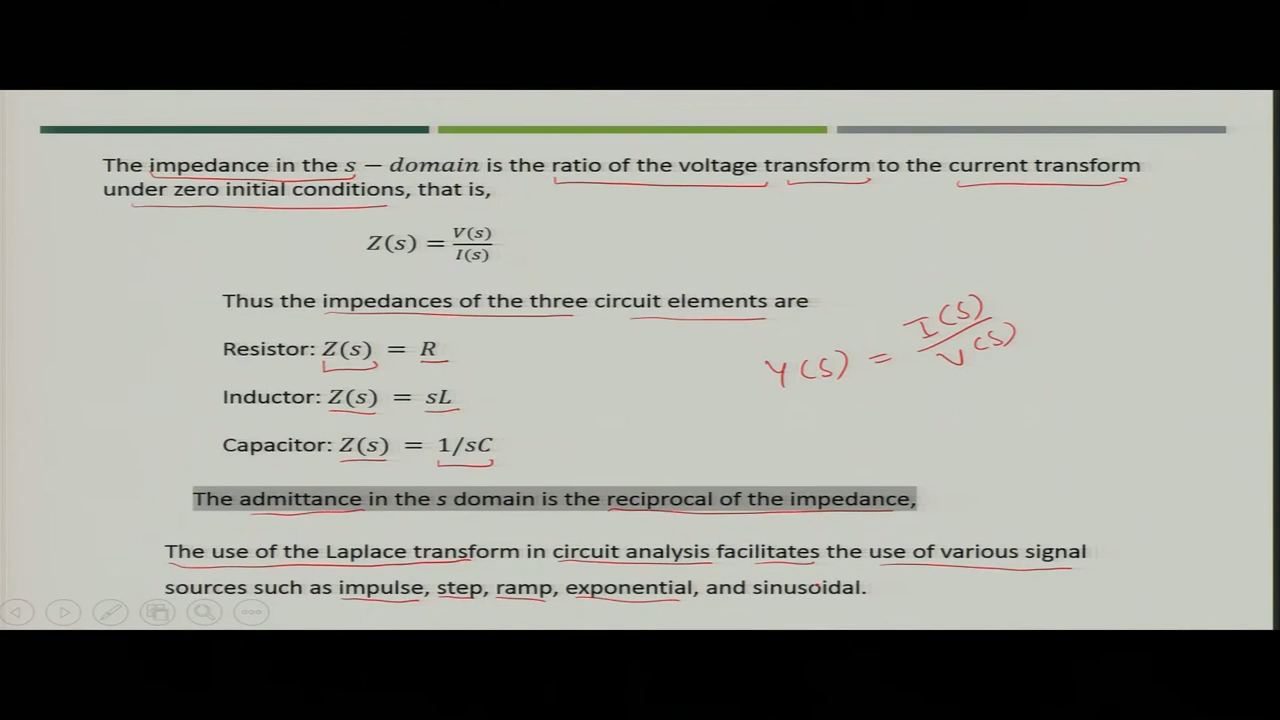 The impedance in the s − domain is the ratio of the voltage transform to the current transform
under zero initial conditions, that is,
Z(s) = V(s)/I(s)
Thus the impedances of the three circuit elements are
Resistor: Z(s) = R
Y(s) = I(s)/V(s)
Inductor: Z(s) = sL
Capacitor: Z(s) = 1/sC
The admittance in the s domain is the reciprocal of the impedance,
The use of the Laplace transform in circuit analysis facilitates the use of various signal
sources such as impulse, step, ramp, exponential, and sinusoidal.